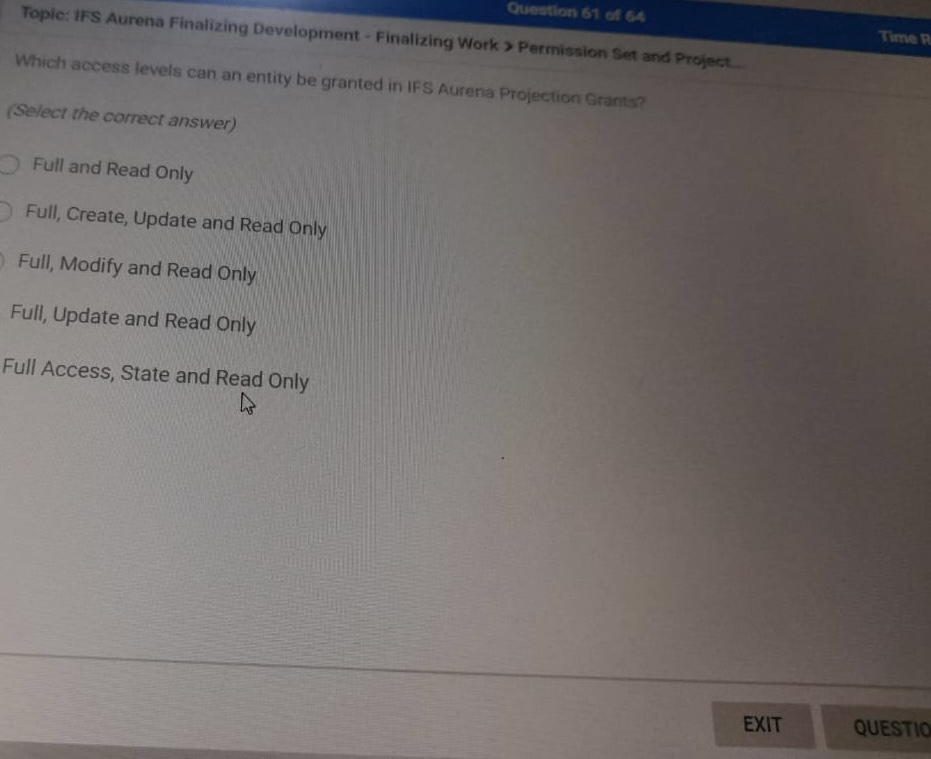 Question 61 of 64
Time R
Topic: IFS Aurena Finalizing Development - Finalizing Work > Permission Set and Project...
Which access levels can an entity be granted in IFS Aurena Projection Grants?
(Select the correct answer)
Full and Read Only
Full, Create, Update and Read Only
Full, Modify and Read Only
Full, Update and Read Only
Full Access, State and Read Only
EXIT
QUESTIO